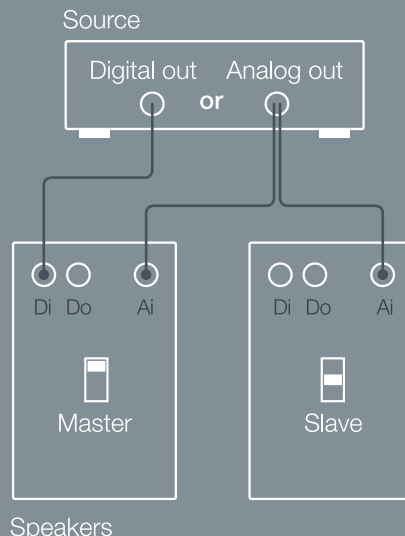 Source
Digital out Analog out
or
Di Do Ai
Di Do Ai
Master
Slave
Speakers